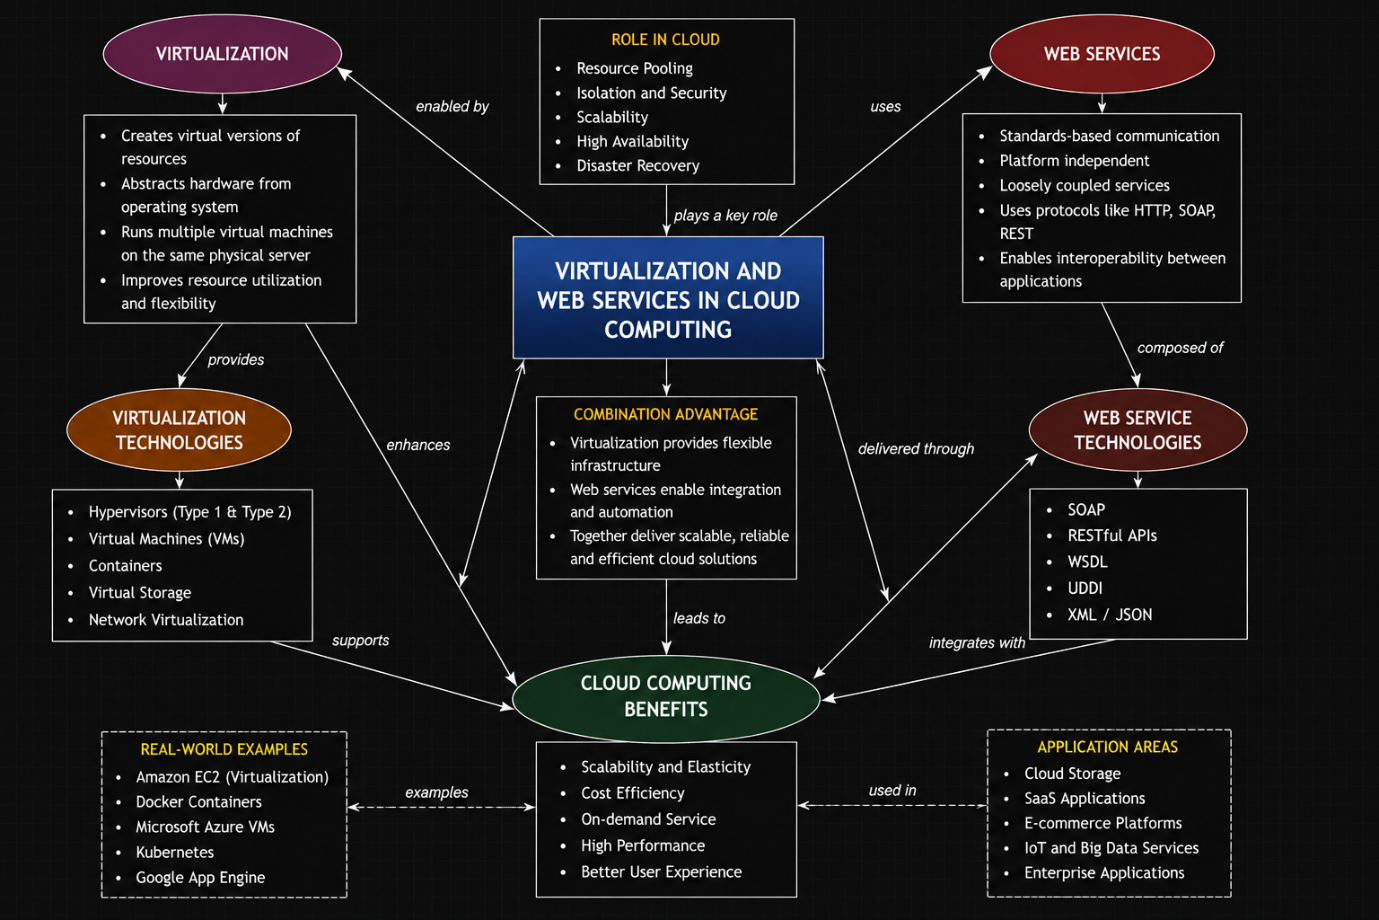 VIRTUALIZATION
• Creates virtual versions of
resources
• Abstracts hardware from
operating system
• Runs multiple virtual machines
on the same physical server
• Improves resource utilization
and flexibility
enabled by
ROLE IN CLOUD
• Resource Pooling
• Isolation and Security
• Scalability
• High Availability
• Disaster Recovery
plays a key role
uses
WEB SERVICES
• Standards-based communication
• Platform independent
• Loosely coupled services
• Uses protocols like HTTP, SOAP,
REST
• Enables interoperability between
applications
VIRTUALIZATION AND
WEB SERVICES IN CLOUD
COMPUTING
provides
enhances
composed of
VIRTUALIZATION
TECHNOLOGIES
• Hypervisors (Type 1 & Type 2)
• Virtual Machines (VMs)
• Containers
• Virtual Storage
• Network Virtualization
supports
COMBINATION ADVANTAGE
• Virtualization provides flexible
infrastructure
• Web services enable integration
and automation
• Together deliver scalable, reliable
and efficient cloud solutions
leads to
delivered through
WEB SERVICE
TECHNOLOGIES
• SOAP
• RESTful APIs
• WSDL
• UDDI
• XML / JSON
integrates with
CLOUD COMPUTING
BENEFITS
• Scalability and Elasticity
• Cost Efficiency
• On-demand Service
• High Performance
• Better User Experience
REAL-WORLD EXAMPLES
• Amazon EC2 (Virtualization)
• Docker Containers
• Microsoft Azure VMs
• Kubernetes
• Google App Engine
examples
used in
APPLICATION AREAS
• Cloud Storage
• SaaS Applications
• E-commerce Platforms
• IoT and Big Data Services
• Enterprise Applications